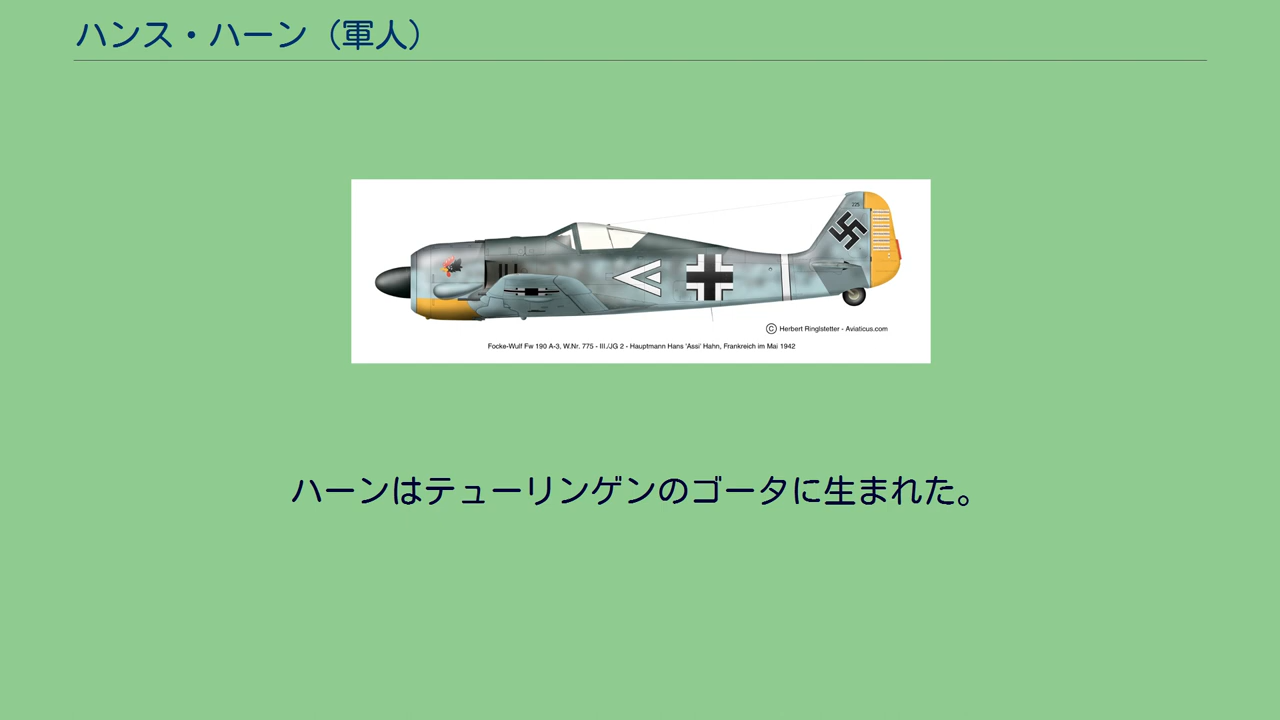 ハンス・ハーン（軍人）
225
© Herbert Ringlstetter - Aviaticus.com
Focke-Wulf Fw 190 A-3, W.Nr. 775 - III./JG 2 - Hauptmann Hans 'Assi' Hahn, Frankreich im Mai 1942
ハーンはテューリンゲンのゴータに生まれた。